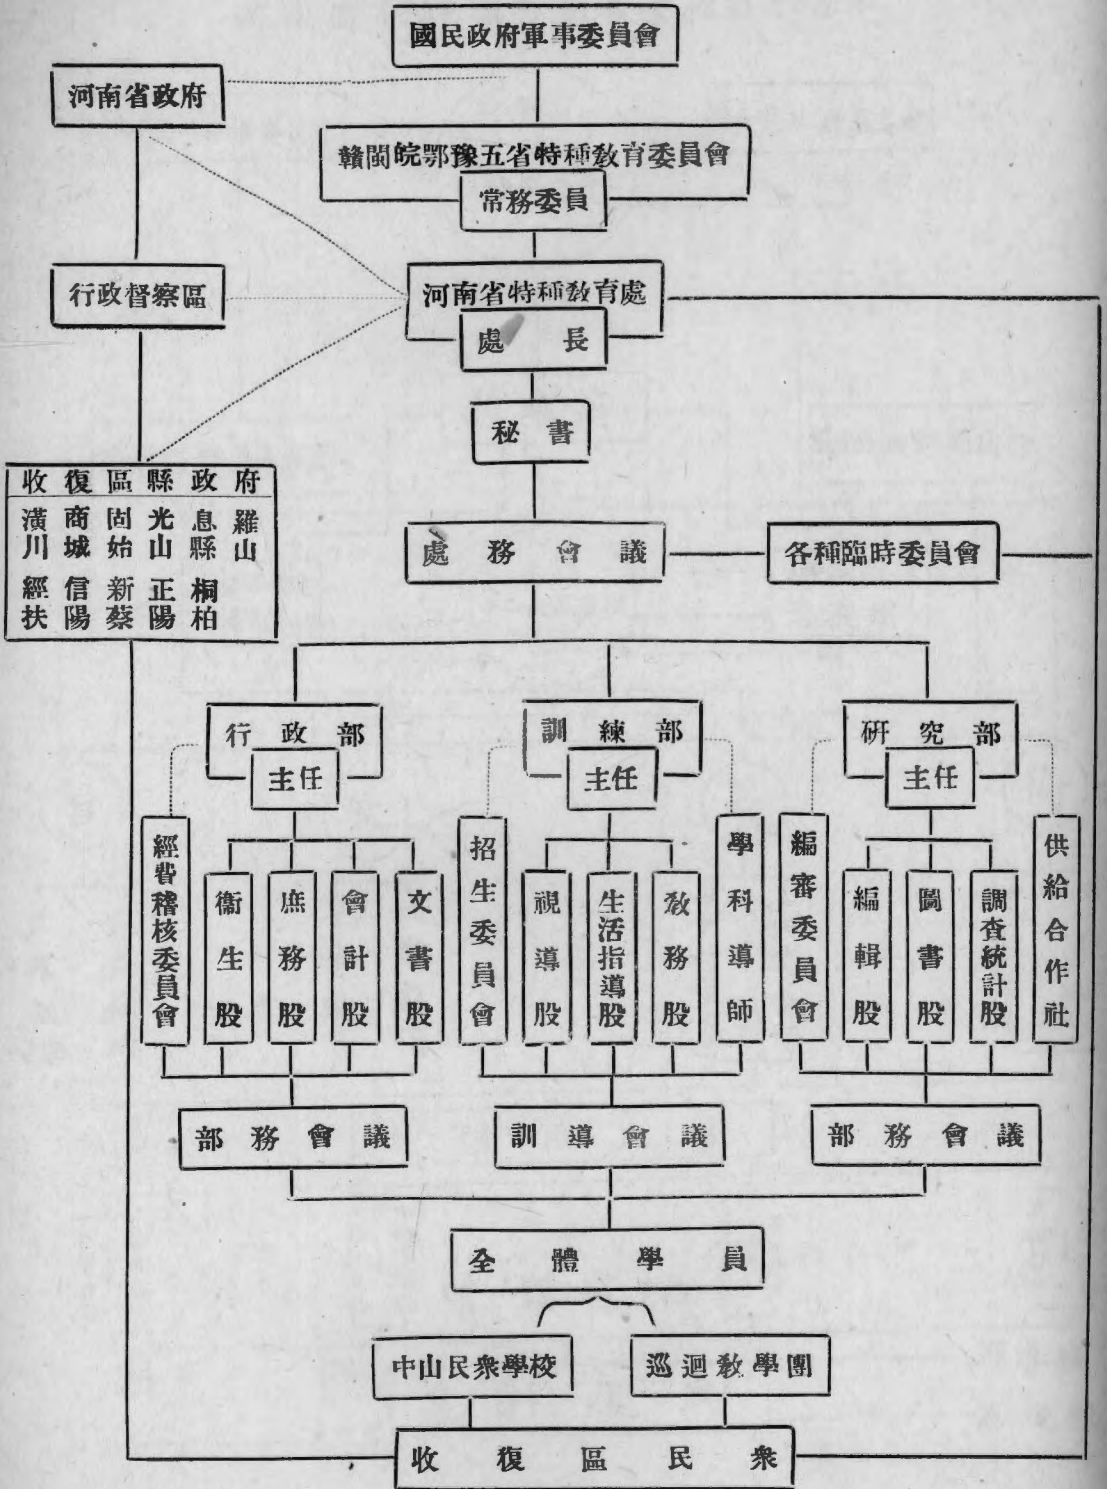 國民政府軍事委員會
河南省政府
贛閩皖鄂豫五省特種敎育委員會
常務委員
行政督察區
河南省特種敎育處
處長
秘書
收復區縣政府
潢川 商城 固始 光山 息縣 羅山
經扶 信陽 新蔡 正陽 桐柏
處務會議
各種臨時委員會
行政部
主任
訓練部
主任
硏究部
主任
經費稽核委員會
衞生股
庶務股
會計股
文書股
招生委員會
視導股
生活指導股
敎務股
學科導師
編審委員會
編輯股
圖書股
調查統計股
供給合作社
部務會議
訓導會議
部務會議
全體學員
中山民衆學校
巡迴敎學團
收復區民衆